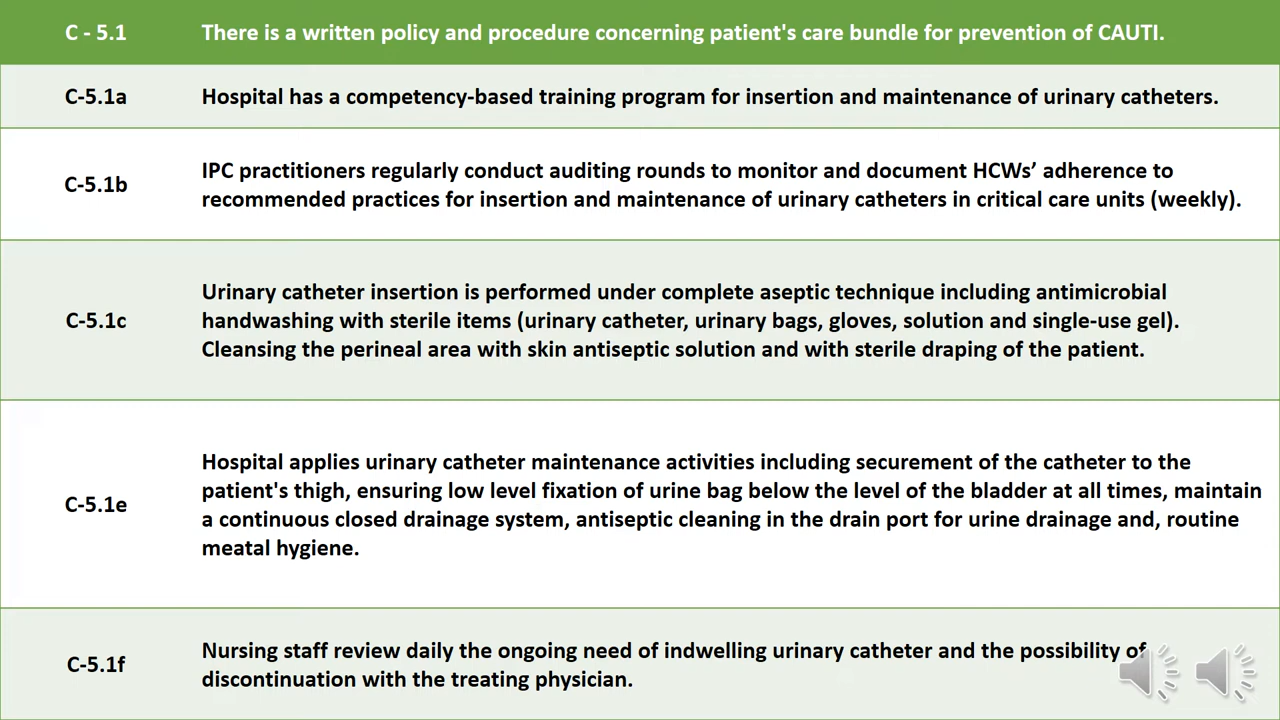 C - 5.1
There is a written policy and procedure concerning patient's care bundle for prevention of CAUTI.
C-5.1a
Hospital has a competency-based training program for insertion and maintenance of urinary catheters.
C-5.1b
IPC practitioners regularly conduct auditing rounds to monitor and document HCWs’ adherence to
recommended practices for insertion and maintenance of urinary catheters in critical care units (weekly).
C-5.1c
Urinary catheter insertion is performed under complete aseptic technique including antimicrobial
handwashing with sterile items (urinary catheter, urinary bags, gloves, solution and single-use gel).
Cleansing the perineal area with skin antiseptic solution and with sterile draping of the patient.
C-5.1e
Hospital applies urinary catheter maintenance activities including securement of the catheter to the
patient's thigh, ensuring low level fixation of urine bag below the level of the bladder at all times, maintain
a continuous closed drainage system, antiseptic cleaning in the drain port for urine drainage and, routine
meatal hygiene.
C-5.1f
Nursing staff review daily the ongoing need of indwelling urinary catheter and the possibility of
discontinuation with the treating physician.